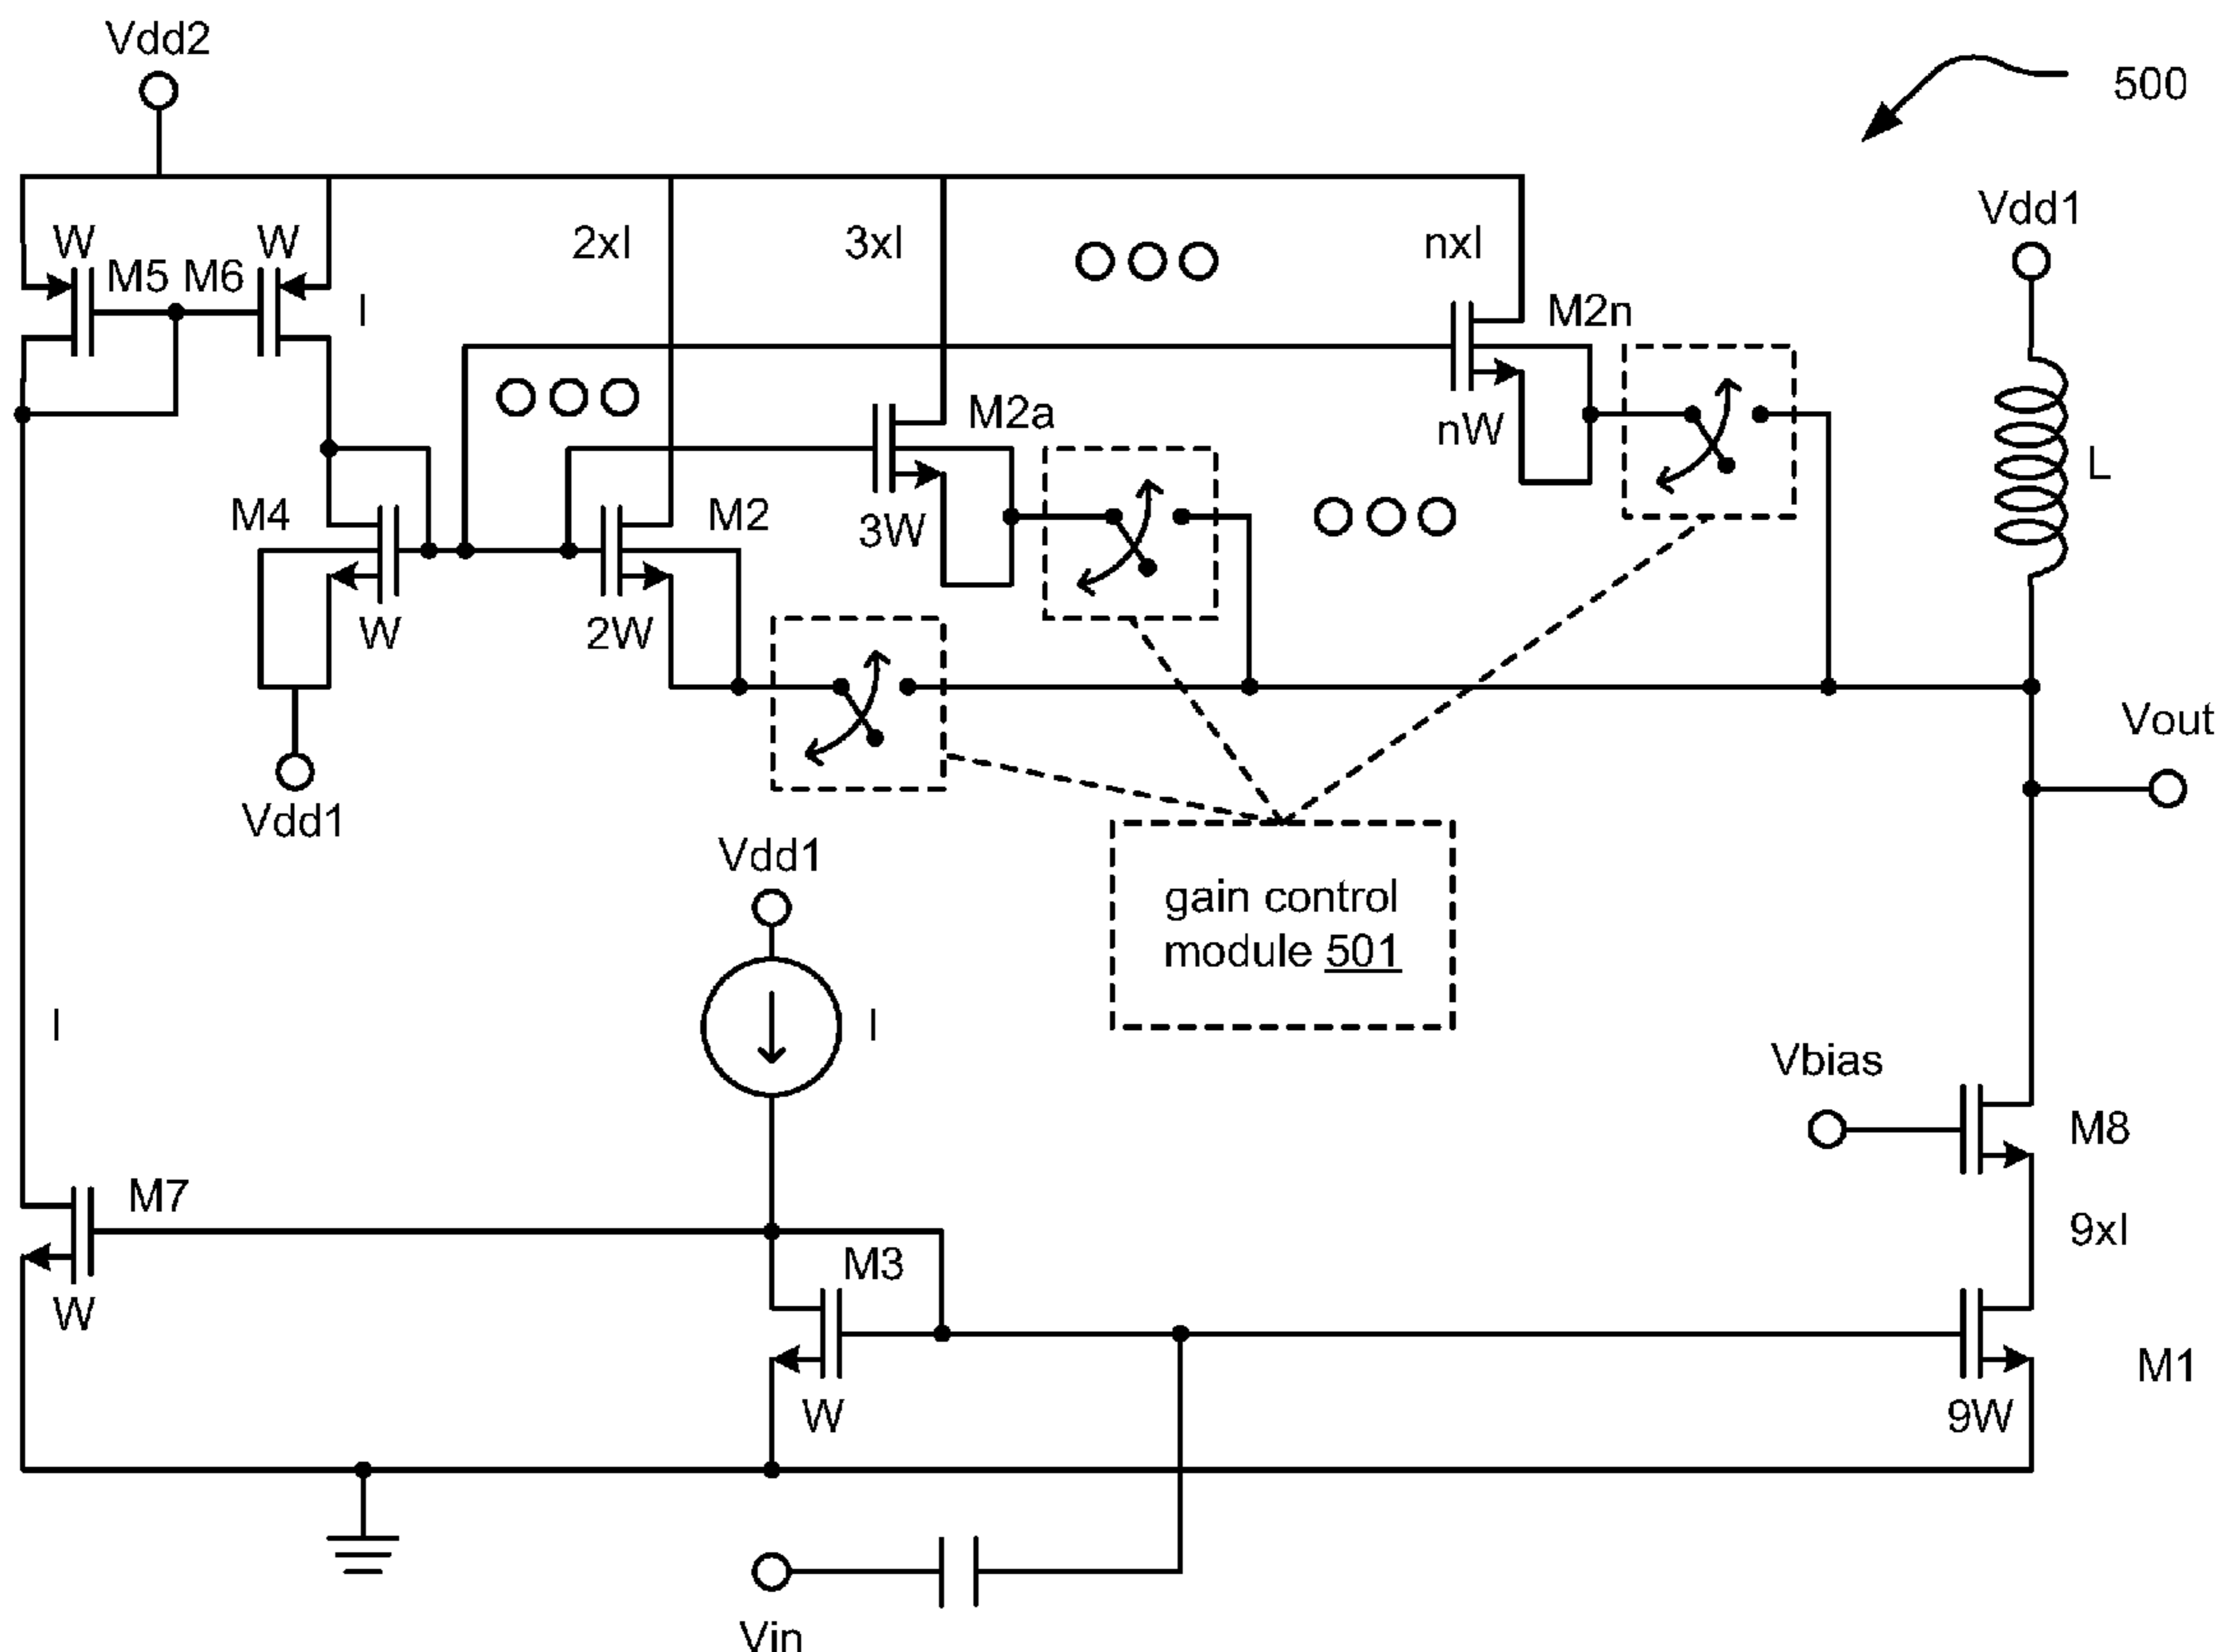 Vdd2
500
Vdd1
W
W
2xI
3xI
nxI
M5
M6
I
M2n
M2a
nW
L
M4
M2
3W
W
2W
Vout
Vdd1
Vdd1
gain control
module 501
I
I
Vbias
M8
M7
9xI
M3
W
M1
W
9W
Vin